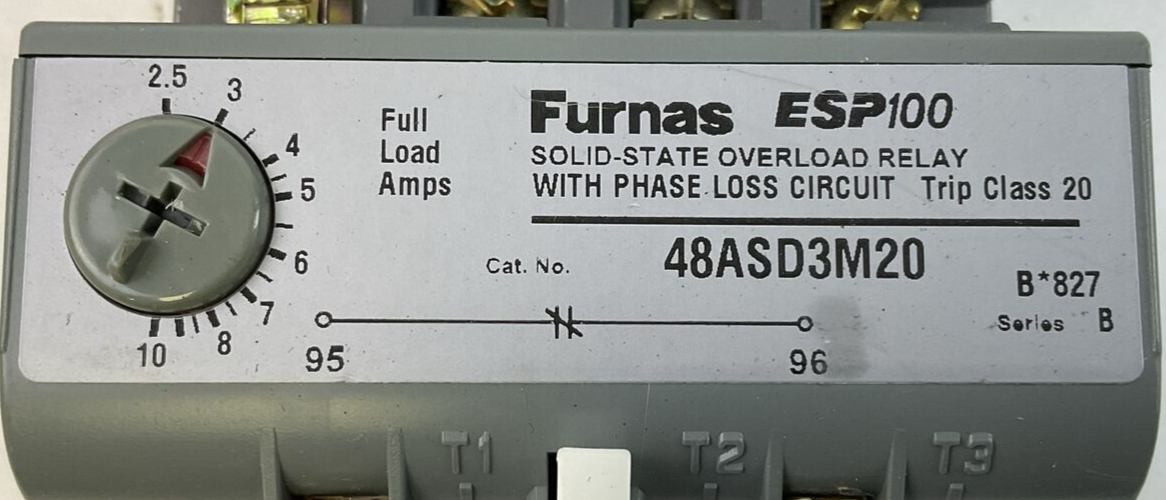 2.5
3
4
5
6
7
8
10
Full
Load
Amps
Furnas ESP100
SOLID-STATE OVERLOAD RELAY
WITH PHASE LOSS CIRCUIT Trip Class 20
Cat. No. 48ASD3M20
B*827
Series B
95
96
T1 T2 T3